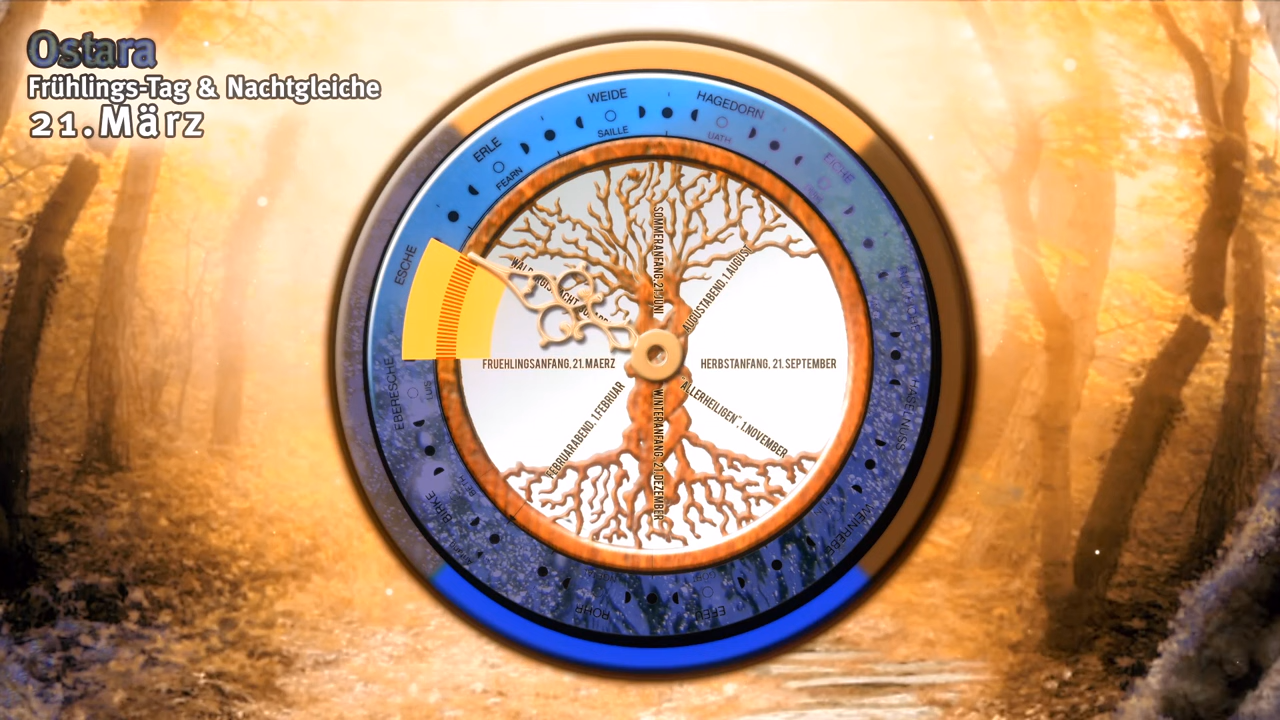 Ostara
Frühlings-Tag & Nachtgleiche
21.März
WEIDE
SAILLE
HAGEDORN
UATH
ERLE
FEARN
EICHE
ESCHE
EBERESCHE
Luis
BIRKE
HASELNUSS
WEINREBE
EFEU
ROHR
SOMMERANFANG, 21.JUNI
AUGUSTABEND, 1.AUGUST
FRUEHLINGSANFANG, 21.MAERZ
HERBSTANFANG, 21.SEPTEMBER
FEBRUARABEND, 1.FEBRUAR
WINTERANFANG, 21.DEZEMBER
"ALLERHEILIGEN", 1.NOVEMBER